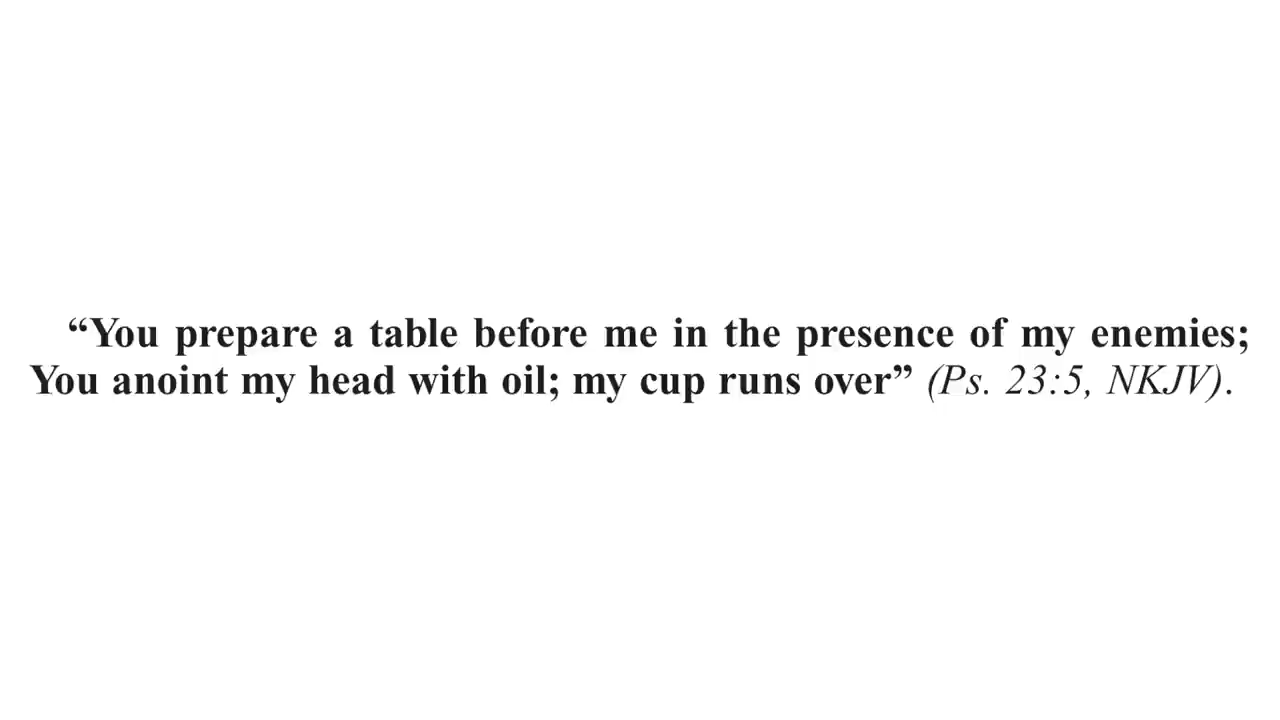 “You prepare a table before me in the presence of my enemies;
You anoint my head with oil; my cup runs over” (Ps. 23:5, NKJV).